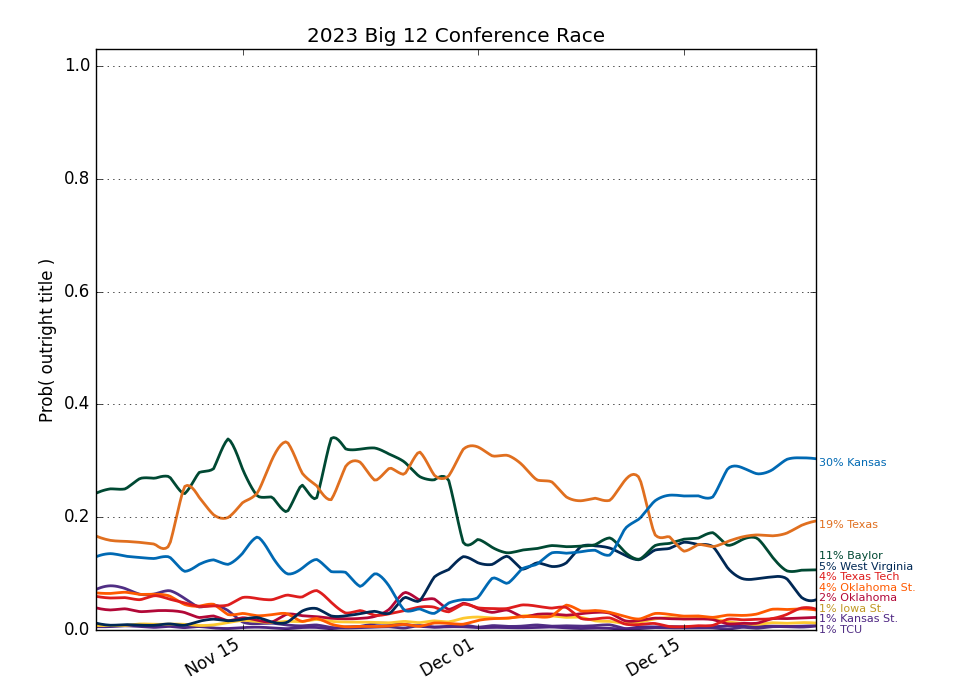 2023 Big 12 Conference Race
Prob( outright title )
1.0
0.8
0.6
0.4
0.2
0.0
Nov 15
Dec 01
Dec 15
30% Kansas
19% Texas
11% Baylor
5% West Virginia
4% Texas Tech
4% Oklahoma St.
2% Oklahoma
1% Iowa St.
1% Kansas St.
1% TCU